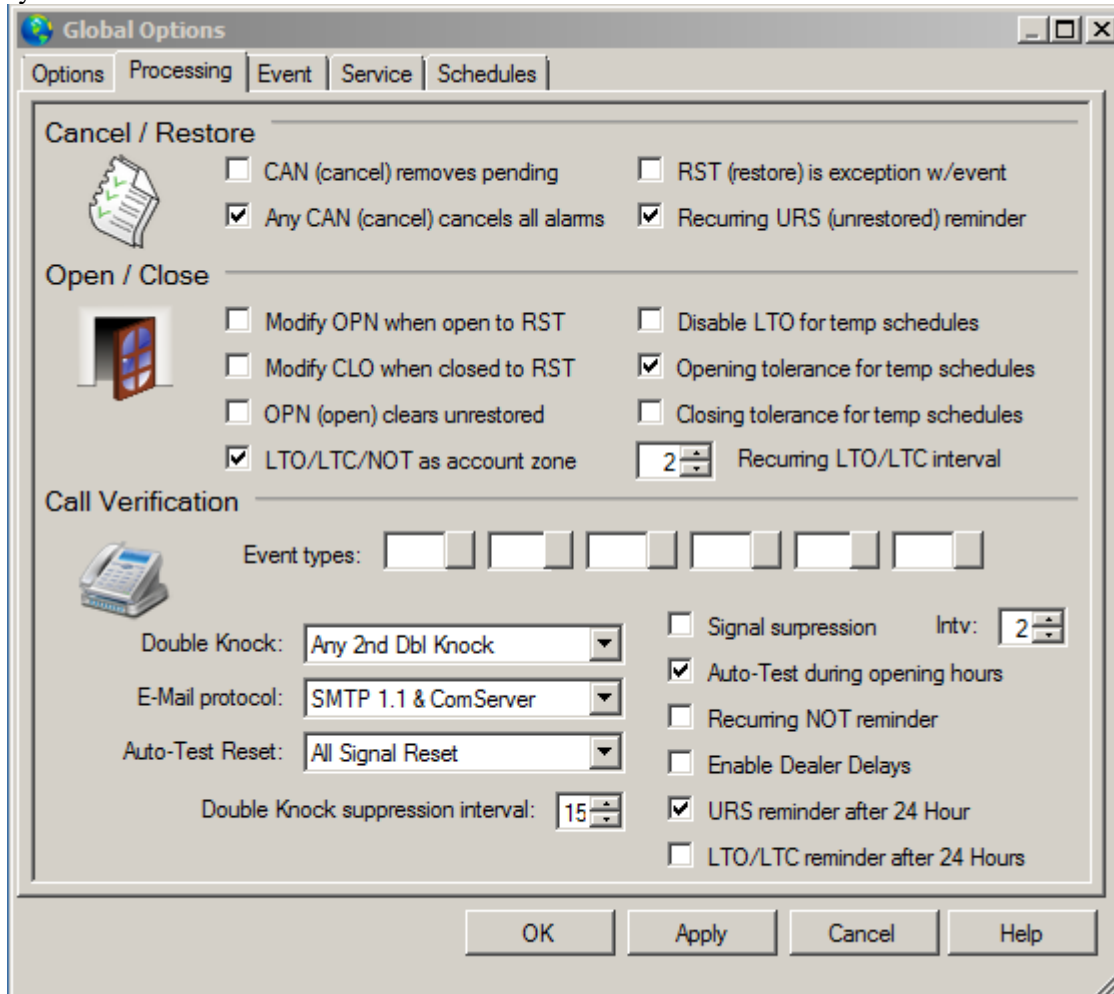 Global Options
Options Processing Event Service Schedules
Cancel / Restore
CAN (cancel) removes pending RST (restore) is exception w/event
Any CAN (cancel) cancels all alarms Recurring URS (unrestored) reminder
Open / Close
Modify OPN when open to RST Disable LTO for temp schedules
Modify CLO when closed to RST Opening tolerance for temp schedules
OPN (open) clears unrestored Closing tolerance for temp schedules
LTO/LTC/NOT as account zone 2 Recurring LTO/LTC interval
Call Verification
Event types:
Signal surpression Intv: 2
Double Knock: Any 2nd Dbl Knock
Auto-Test during opening hours
E-Mail protocol: SMTP 1.1 & ComServer
Recurring NOT reminder
Auto-Test Reset: All Signal Reset
Enable Dealer Delays
Double Knock suppression interval: 15 URS reminder after 24 Hour
LTO/LTC reminder after 24 Hours
OK Apply Cancel Help